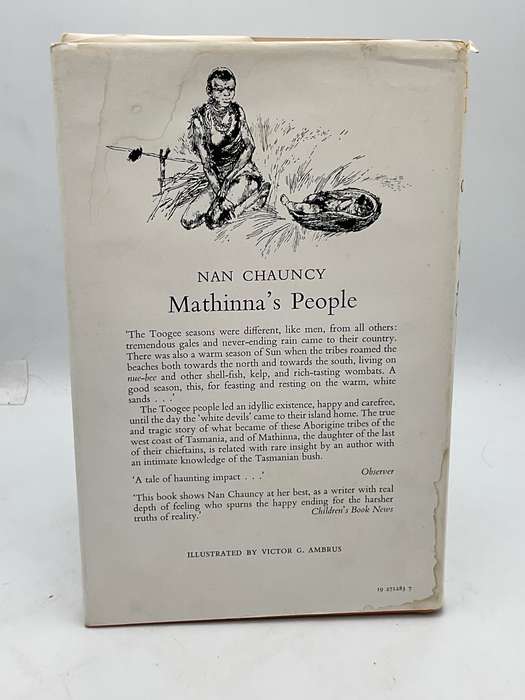 NAN CHAUNCY
Mathinna's People
'The Toogee seasons were different, like men, from all others:
tremendous gales and never-ending rain came to their country.
There was also a warm season of Sun when the tribes roamed the
beaches both towards the north and towards the south, living on
nue-bee and other shell-fish, kelp, and rich-tasting wombats. A
good season, this, for feasting and resting on the warm, white
sands . . .'
The Toogee people led an idyllic existence, happy and carefree,
until the day the 'white devils' came to their island home. The true
and tragic story of what became of these Aborigine tribes of the
west coast of Tasmania, and of Mathinna, the daughter of the last
of their chieftains, is related with rare insight by an author with
an intimate knowledge of the Tasmanian bush.
'A tale of haunting impact . . .' Observer
'This book shows Nan Chauncy at her best, as a writer with real
depth of feeling who spurns the happy ending for the harsher
truths of reality.' Children's Book News
ILLUSTRATED BY VICTOR G. AMBRUS
19 271283 7